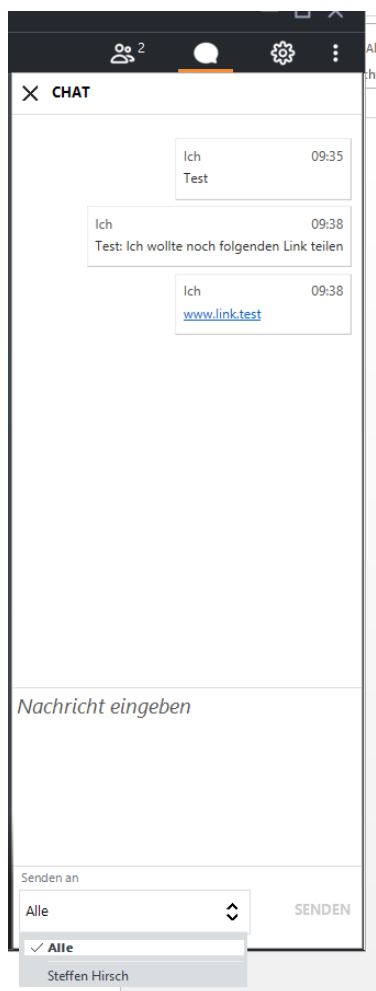 2
CHAT
Ich 09:35
Test
Ich 09:38
Test: Ich wollte noch folgenden Link teilen
Ich 09:38
www.link.test
Nachricht eingeben
Senden an
Alle SENDEN
Alle
Steffen Hirsch